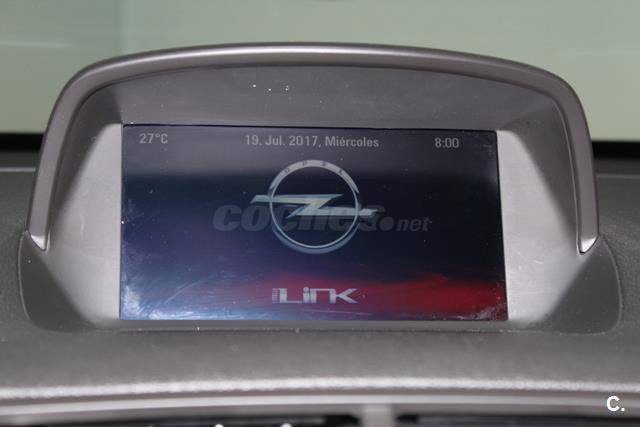 27°C 19. Jul. 2017, Miércoles 8:00
OPEL
coches.net
LINK
C.